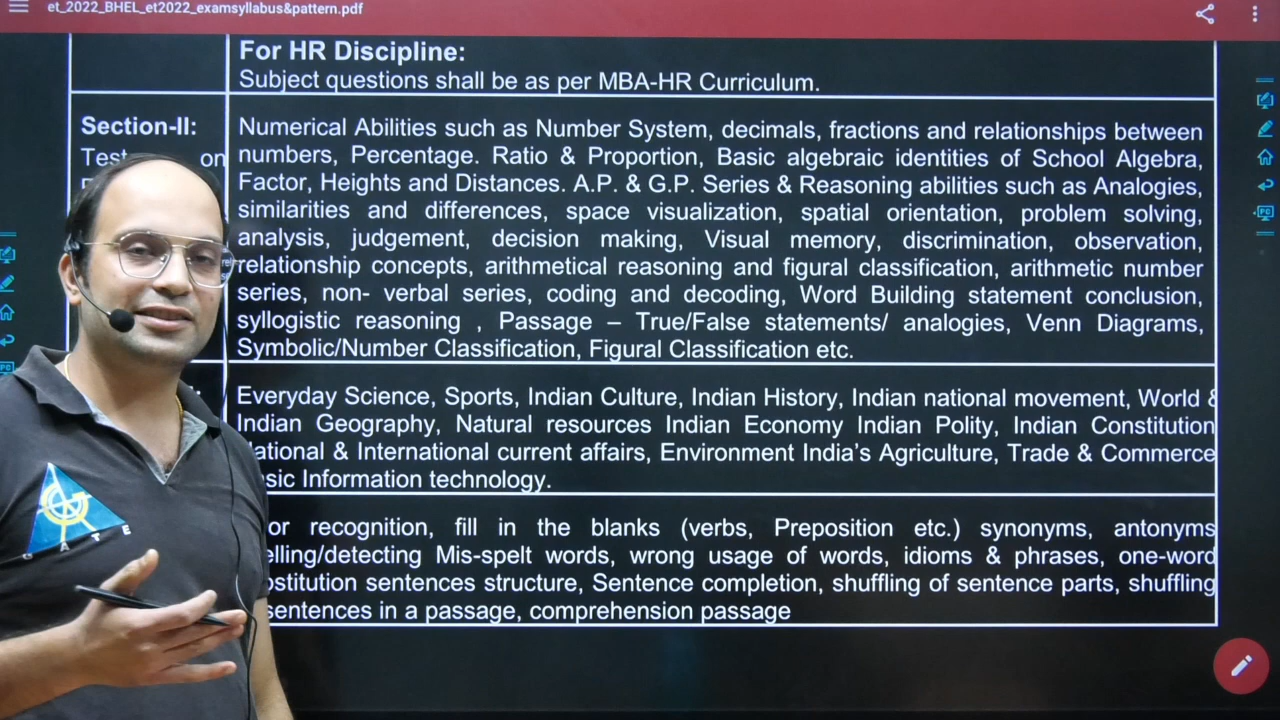 et_2022_BHEL_et2022_examsyllabus&pattern.pdf
For HR Discipline:
Subject questions shall be as per MBA-HR Curriculum.
Section-II:
Test on
Numerical Abilities such as Number System, decimals, fractions and relationships between
numbers, Percentage. Ratio & Proportion, Basic algebraic identities of School Algebra,
Factor, Heights and Distances. A.P. & G.P. Series & Reasoning abilities such as Analogies,
similarities and differences, space visualization, spatial orientation, problem solving,
analysis, judgement, decision making, Visual memory, discrimination, observation,
relationship concepts, arithmetical reasoning and figural classification, arithmetic number
series, non- verbal series, coding and decoding, Word Building statement conclusion,
syllogistic reasoning , Passage – True/False statements/ analogies, Venn Diagrams,
Symbolic/Number Classification, Figural Classification etc.
Everyday Science, Sports, Indian Culture, Indian History, Indian national movement, World &
Indian Geography, Natural resources Indian Economy Indian Polity, Indian Constitution
& International current affairs, Environment India's Agriculture, Trade & Commerce
Information technology.
recognition, fill in the blanks (verbs, Preposition etc.) synonyms, antonyms
elling/detecting Mis-spelt words, wrong usage of words, idioms & phrases, one-word
sentences structure, Sentence completion, shuffling of sentence parts, shuffling
sentences in a passage, comprehension passage
GATE